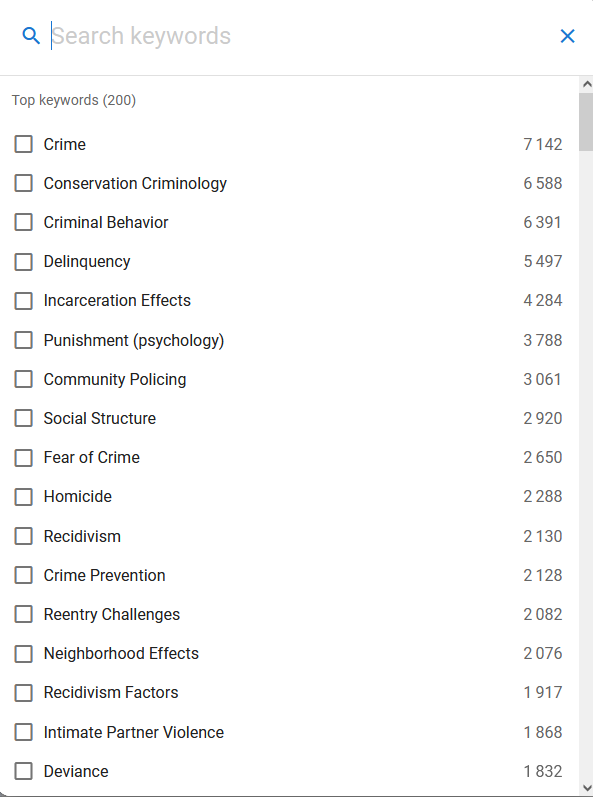 Search keywords
Top keywords (200)
Crime 7 142
Conservation Criminology 6 588
Criminal Behavior 6 391
Delinquency 5 497
Incarceration Effects 4 284
Punishment (psychology) 3 788
Community Policing 3 061
Social Structure 2 920
Fear of Crime 2 650
Homicide 2 288
Recidivism 2 130
Crime Prevention 2 128
Reentry Challenges 2 082
Neighborhood Effects 2 076
Recidivism Factors 1 917
Intimate Partner Violence 1 868
Deviance 1 832